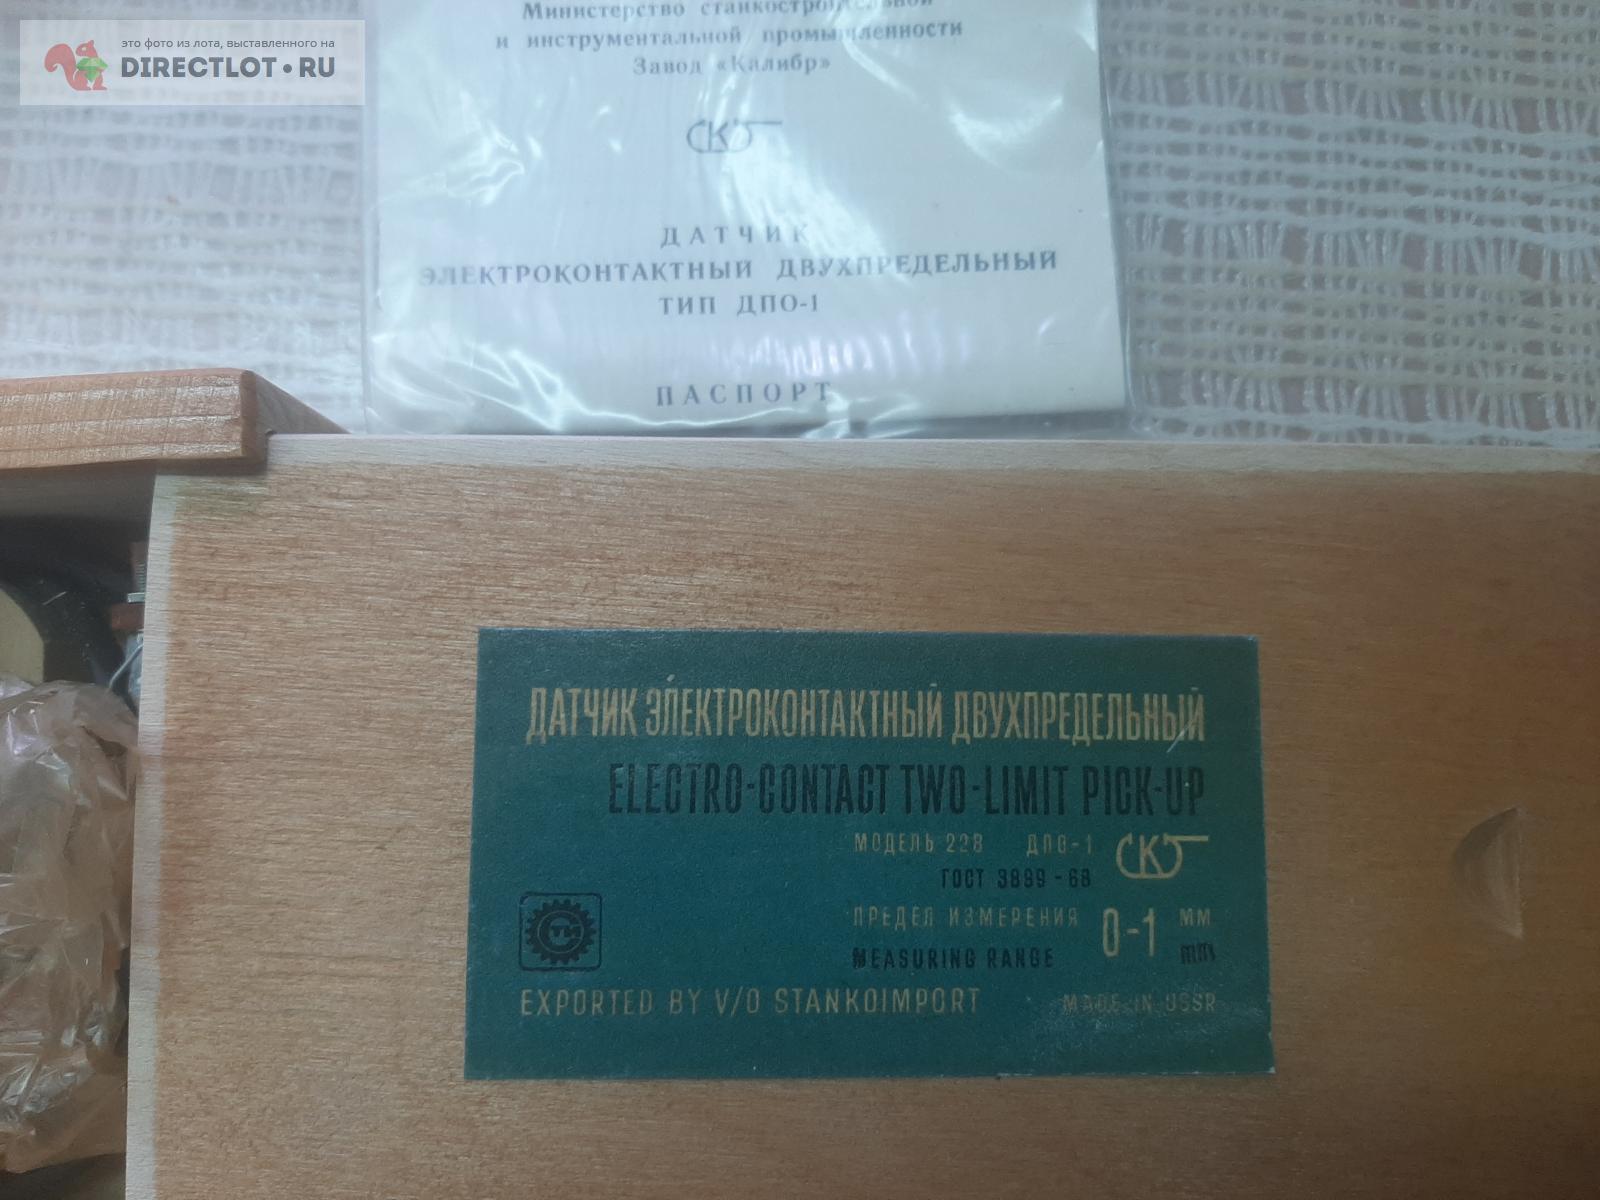 это фото из лота, выставленного на
DIRECTLOT.RU
Министерство станкостроительной
и инструментальной промышленности
Завод «Калибр»
ДАТЧИК
ЭЛЕКТРОКОНТАКТНЫЙ ДВУХПРЕДЕЛЬНЫЙ
ТИП ДПО-1
ПАСПОРТ
ДАТЧИК ЭЛЕКТРОКОНТАКТНЫЙ ДВУХПРЕДЕЛЬНЫЙ
ELECTRO-CONTACT TWO-LIMIT PICK-UP
МОДЕЛЬ 228 ДПО-1
ГОСТ 3899-68
ПРЕДЕЛ ИЗМЕРЕНИЯ 0-1 ММ
MEASURING RANGE mm
EXPORTED BY V/O STANKOIMPORT MADE IN USSR